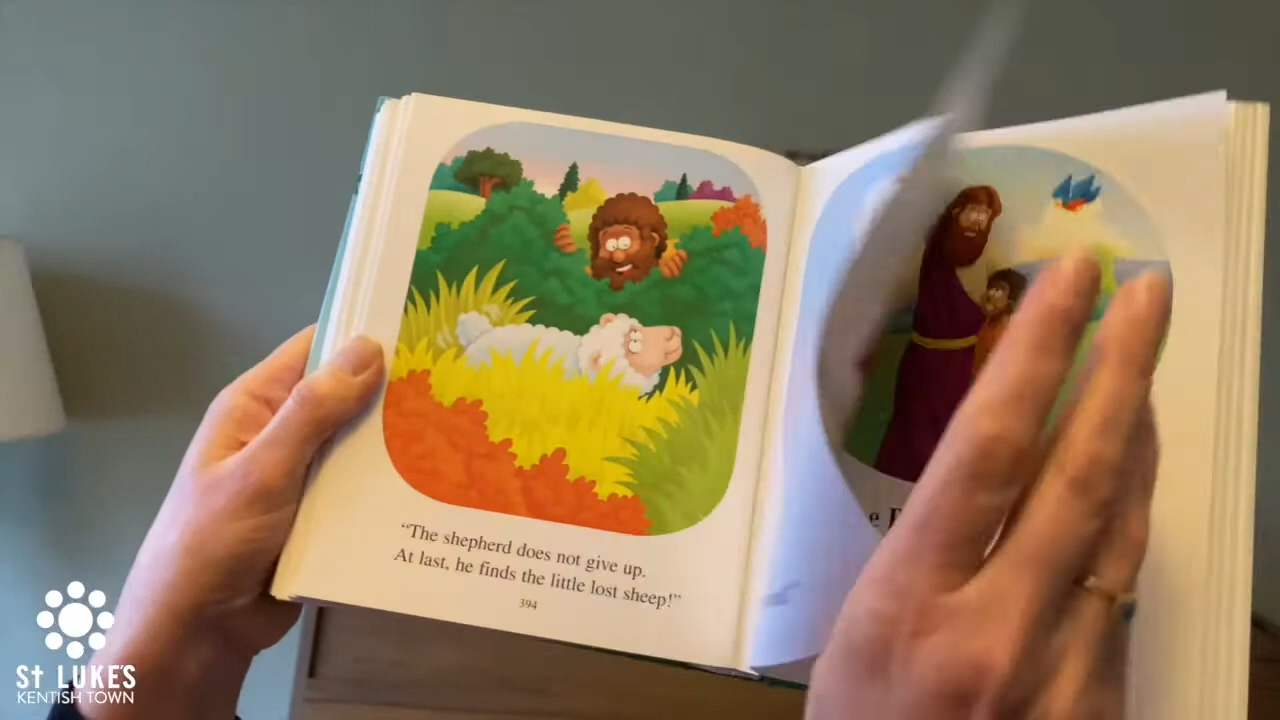 “The shepherd does not give up.
At last, he finds the little lost sheep!”
394
St LUKE'S
KENTISH TOWN